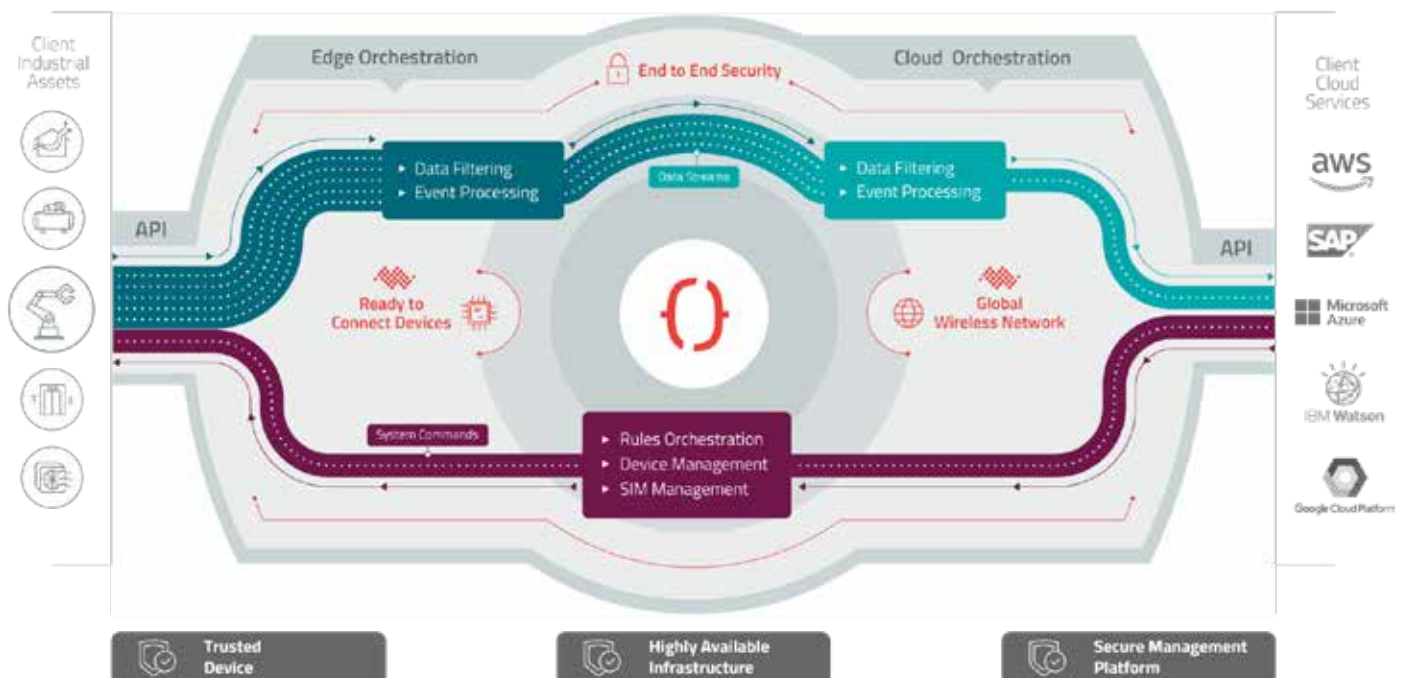 Client
Industrial
Assets
Edge Orchestration
End to End Security
Cloud Orchestration
Client
Cloud
Services
Data Filtering
Event Processing
Data Streams
Data Filtering
Event Processing
aws
API
API
SAP
Ready to
Connect Devices
Global
Wireless Network
Microsoft
Azure
IBM Watson
System Commands
Rules Orchestration
Device Management
SIM Management
Google Cloud Platform
Trusted
Device
Highly Available
Infrastructure
Secure Management
Platform